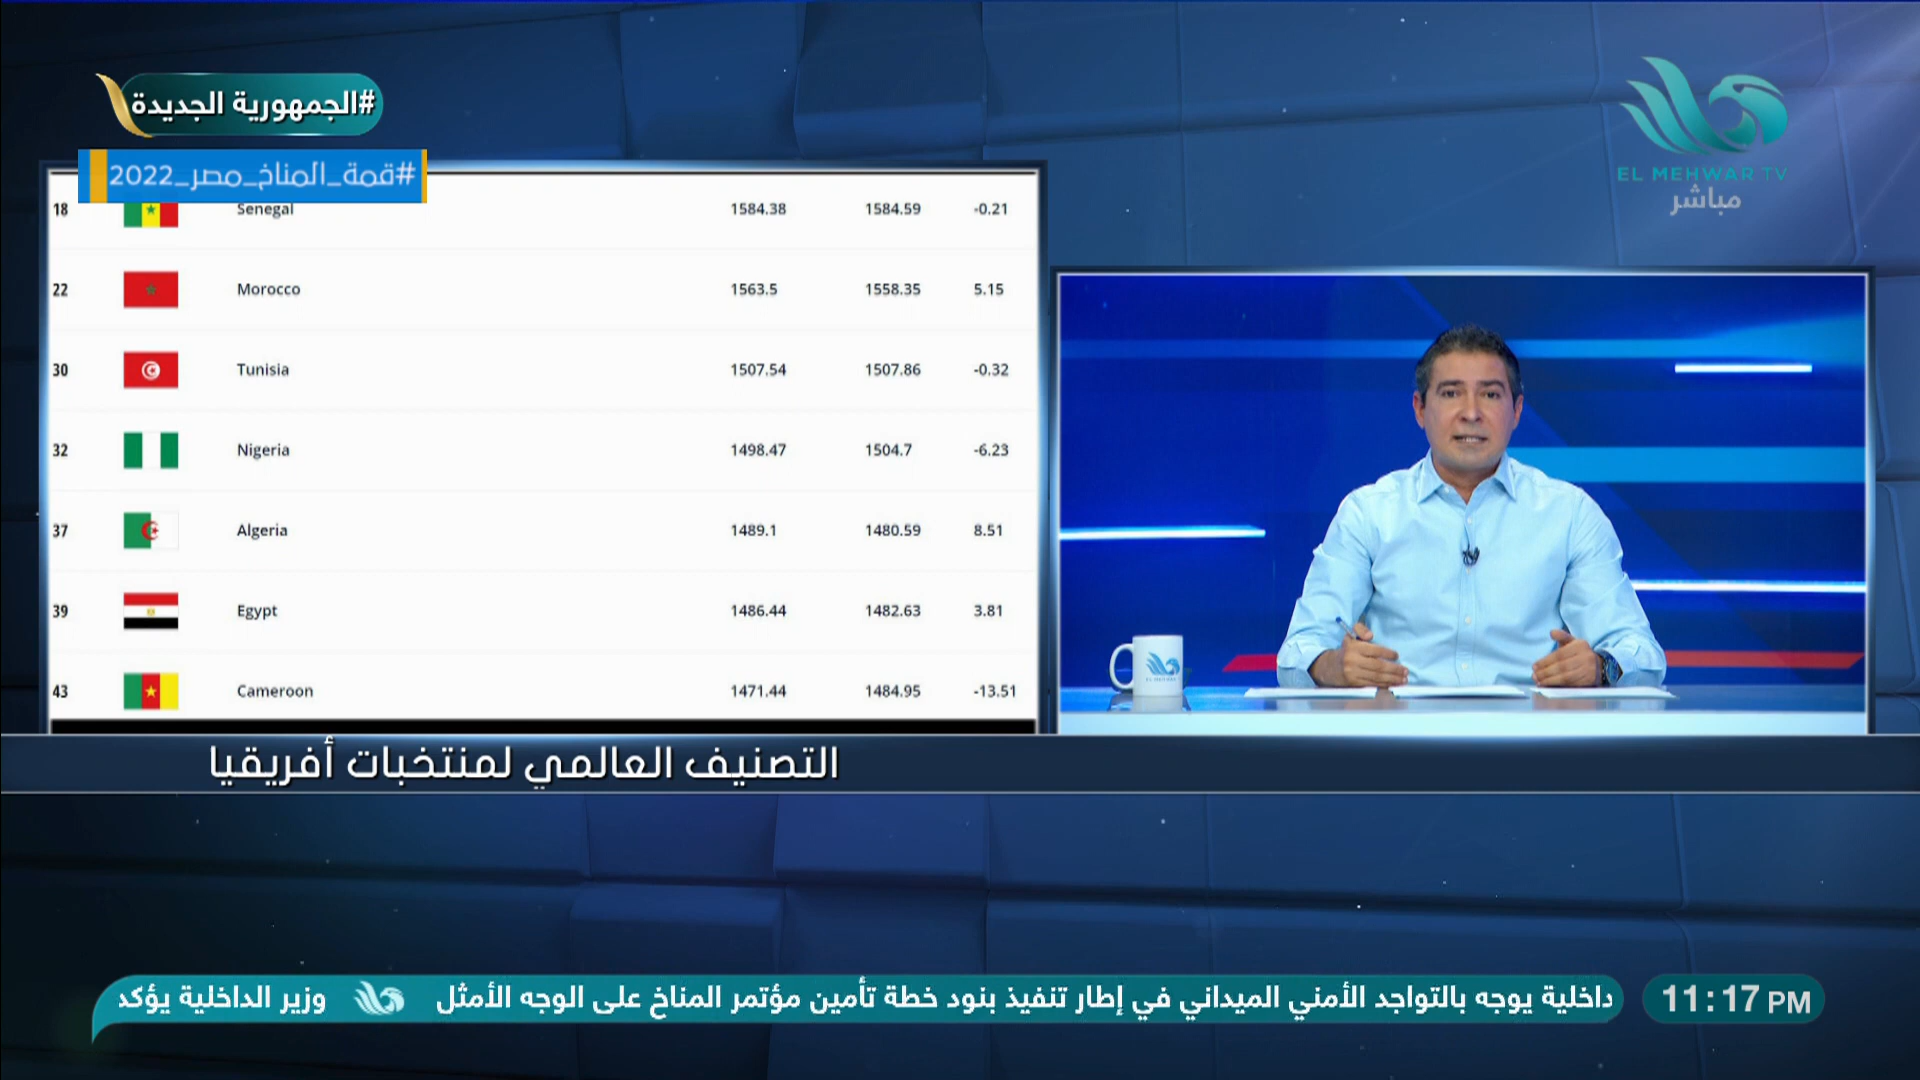 #الجمهورية الجديدة
#قمة_المناخ_مصر_2022
EL MEHWAR TV
مباشر
18 Senegal 1584.38 1584.59 -0.21
22 Morocco 1563.5 1558.35 5.15
30 Tunisia 1507.54 1507.86 -0.32
32 Nigeria 1498.47 1504.7 -6.23
37 Algeria 1489.1 1480.59 8.51
39 Egypt 1486.44 1482.63 3.81
43 Cameroon 1471.44 1484.95 -13.51
التصنيف العالمي لمنتخبات أفريقيا
داخلية يوجه بالتواجد الأمني الميداني في إطار تنفيذ بنود خطة تأمين مؤتمر المناخ على الوجه الأمثل وزير الداخلية يؤكد
11:17 PM